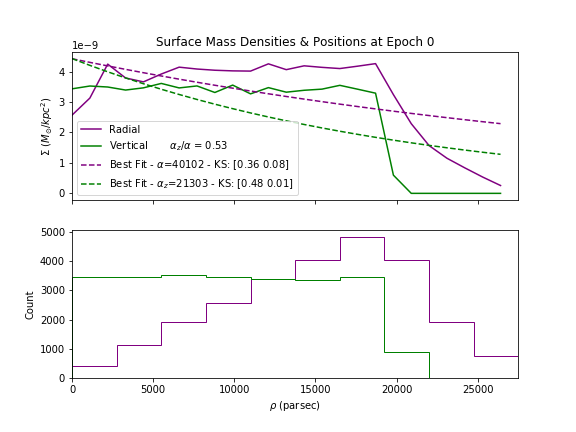 Surface Mass Densities & Positions at Epoch 0
1e−9
4
3
2
1
0
Σ (M⊙/kpc²)
Radial
Vertical αz/α = 0.53
Best Fit - α=40102 - KS: [0.36 0.08]
Best Fit - αz=21303 - KS: [0.48 0.01]
5000
4000
3000
2000
1000
0
Count
0 5000 10000 15000 20000 25000
ρ (parsec)